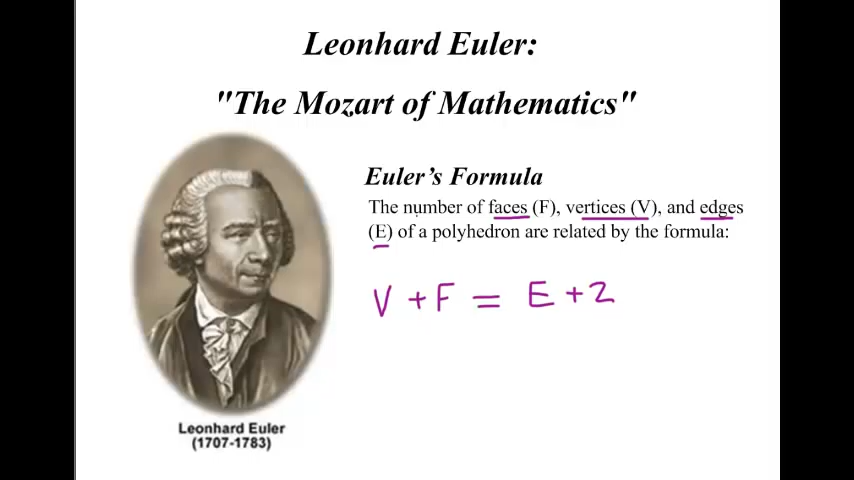 Leonhard Euler:
"The Mozart of Mathematics"
Euler's Formula
The number of faces (F), vertices (V), and edges
(E) of a polyhedron are related by the formula:
V + F = E + 2
Leonhard Euler
(1707-1783)